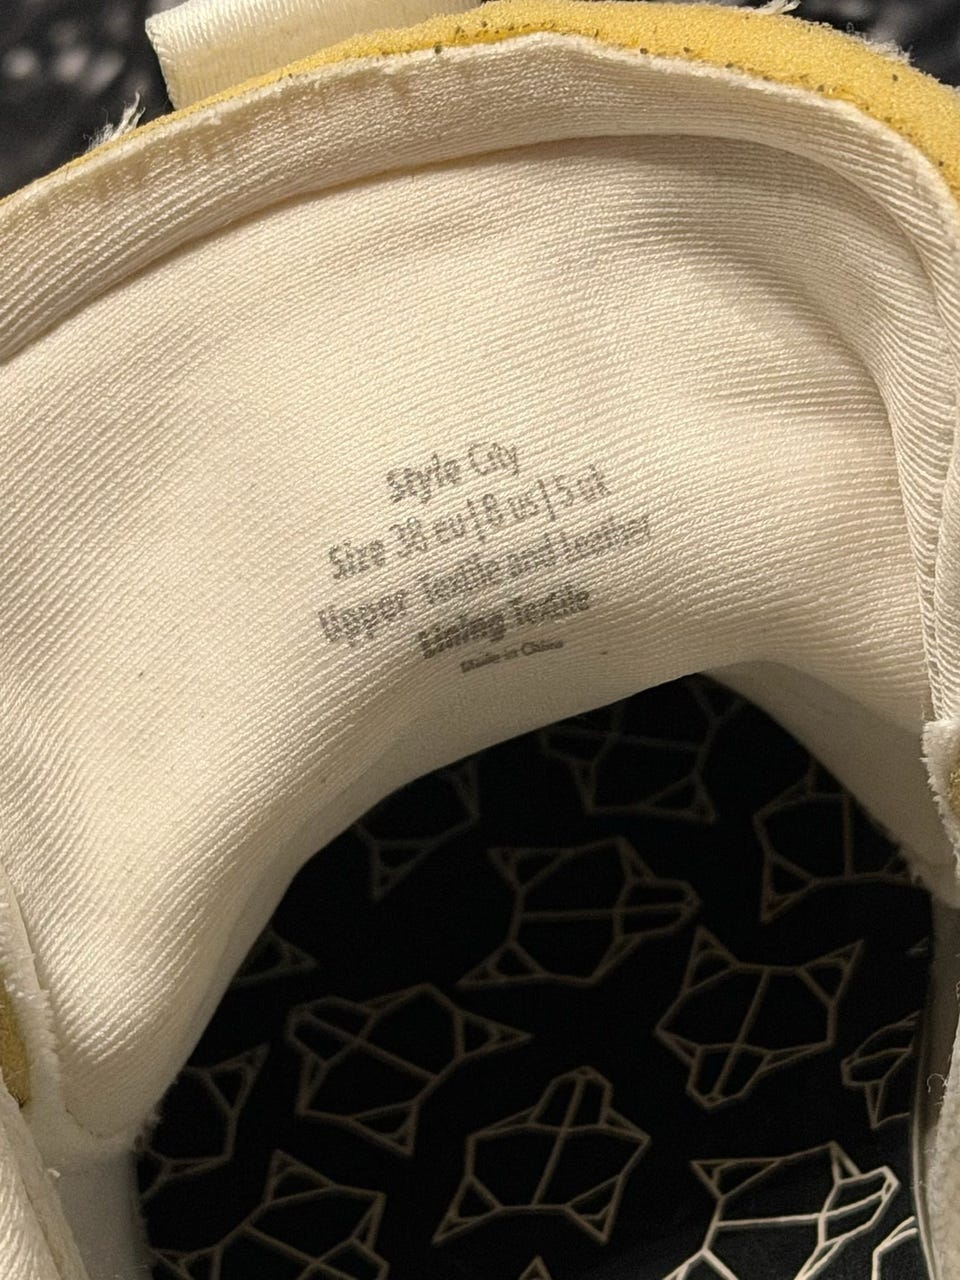 Style City
Size 38 eu | 8 us | 5 uk
Upper Textile and Leather
Lining Textile
Made in China